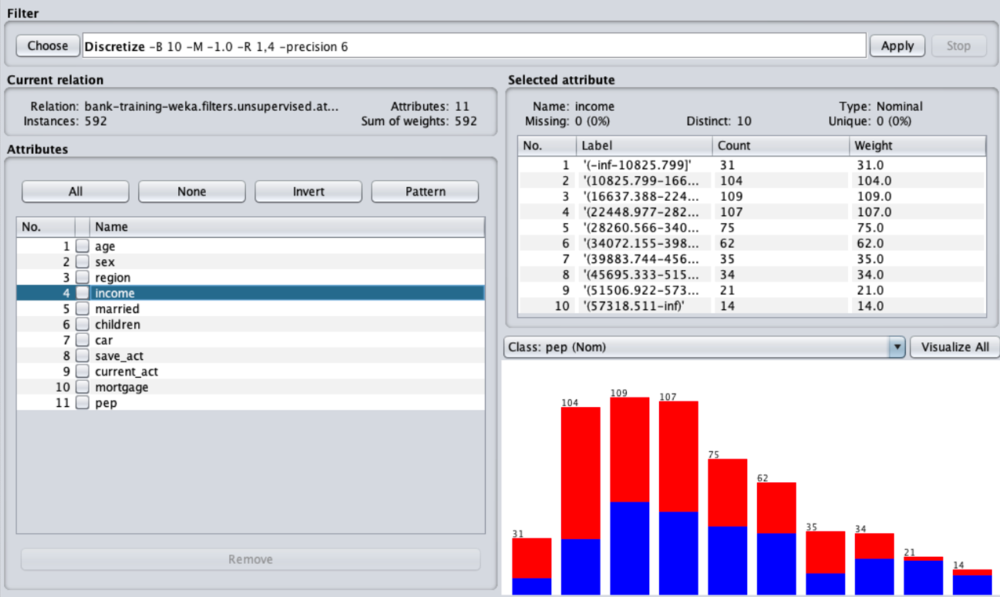 Filter
Choose Discretize -B 10 -M -1.0 -R 1,4 -precision 6 Apply Stop
Current relation
Relation: bank-training-weka.filters.unsupervised.at... Attributes: 11
Instances: 592 Sum of weights: 592
Attributes
All None Invert Pattern
No. Name
1 age
2 sex
3 region
4 income
5 married
6 children
7 car
8 save_act
9 current_act
10 mortgage
11 pep
Remove
Selected attribute
Name: income Type: Nominal
Missing: 0 (0%) Distinct: 10 Unique: 0 (0%)
No. Label Count Weight
1 '(-inf-10825.799]' 31 31.0
2 '(10825.799-166... 104 104.0
3 '(16637.388-224... 109 109.0
4 '(22448.977-282... 107 107.0
5 '(28260.566-340... 75 75.0
6 '(34072.155-398... 62 62.0
7 '(39883.744-456... 35 35.0
8 '(45695.333-515... 34 34.0
9 '(51506.922-573... 21 21.0
10 '(57318.511-inf)' 14 14.0
Class: pep (Nom) Visualize All
31 104 109 107 75 62 35 34 21 14